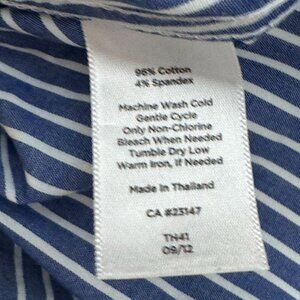 96% Cotton
4% Spandex
Machine Wash Cold
Gentle Cycle
Only Non-Chlorine
Bleach When Needed
Tumble Dry Low
Warm Iron, If Needed
Made In Thailand
CA #23147
TH41
09/12